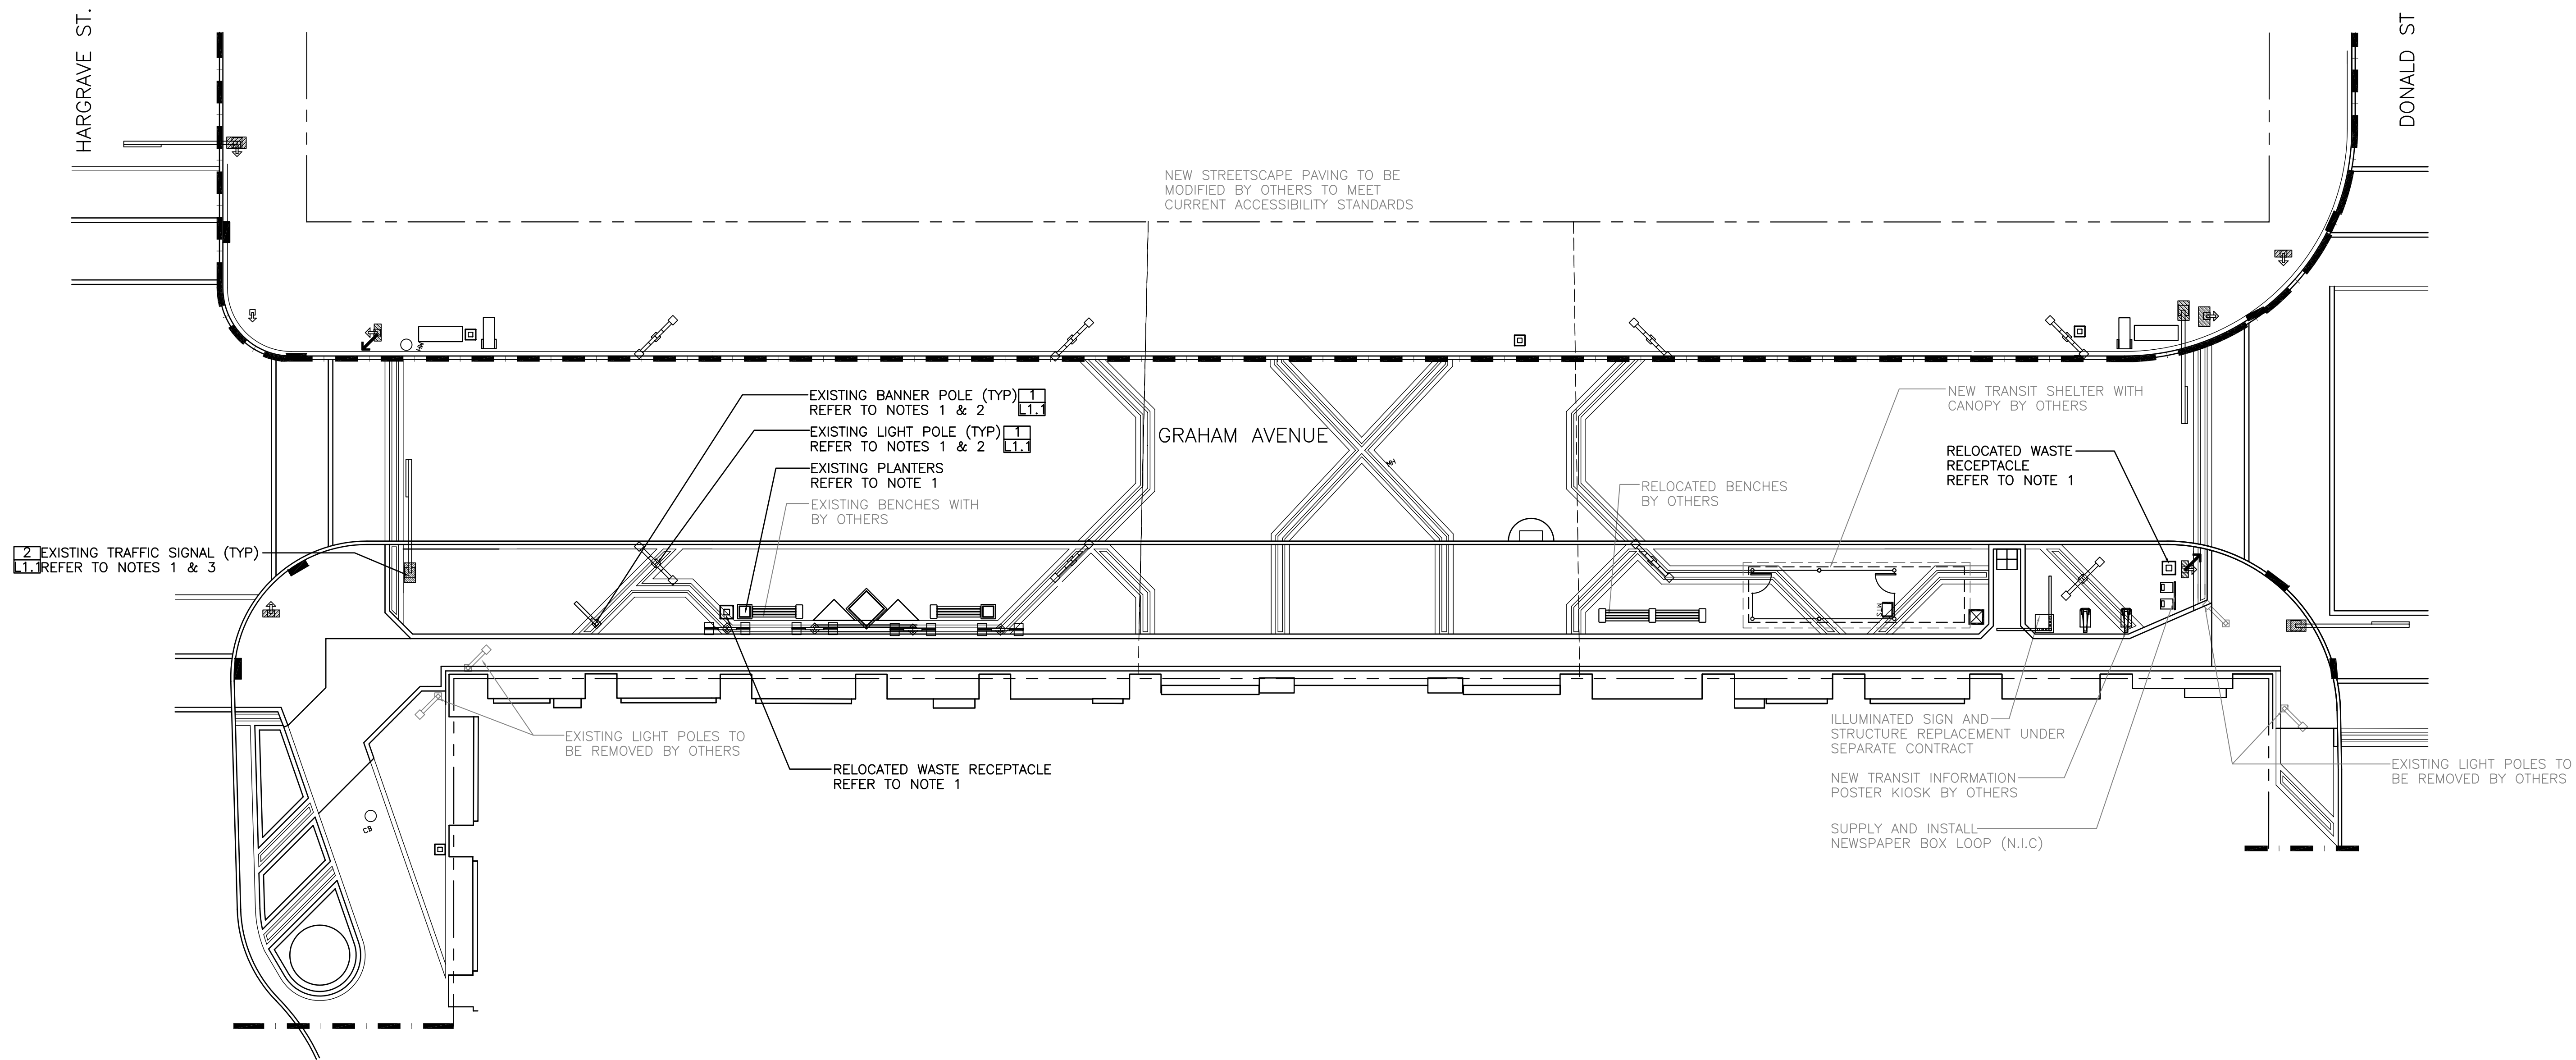 HARGRAVE ST.
DONALD ST
NEW STREETSCAPE PAVING TO BE
MODIFIED BY OTHERS TO MEET
CURRENT ACCESSIBILITY STANDARDS
HH
EXISTING BANNER POLE (TYP)
REFER TO NOTES 1 & 2
1
L1.1
EXISTING LIGHT POLE (TYP)
REFER TO NOTES 1 & 2
1
L1.1
EXISTING PLANTERS
REFER TO NOTE 1
EXISTING BENCHES WITH
BY OTHERS
GRAHAM AVENUE
HH
NEW TRANSIT SHELTER WITH
CANOPY BY OTHERS
RELOCATED WASTE
RECEPTACLE
REFER TO NOTE 1
RELOCATED BENCHES
BY OTHERS
2
L1.1
EXISTING TRAFFIC SIGNAL (TYP)
REFER TO NOTES 1 & 3
MTS
EXISTING LIGHT POLES TO
BE REMOVED BY OTHERS
RELOCATED WASTE RECEPTACLE
REFER TO NOTE 1
ILLUMINATED SIGN AND
STRUCTURE REPLACEMENT UNDER
SEPARATE CONTRACT
NEW TRANSIT INFORMATION
POSTER KIOSK BY OTHERS
SUPPLY AND INSTALL
NEWSPAPER BOX LOOP (N.I.C)
EXISTING LIGHT POLES TO
BE REMOVED BY OTHERS
CB